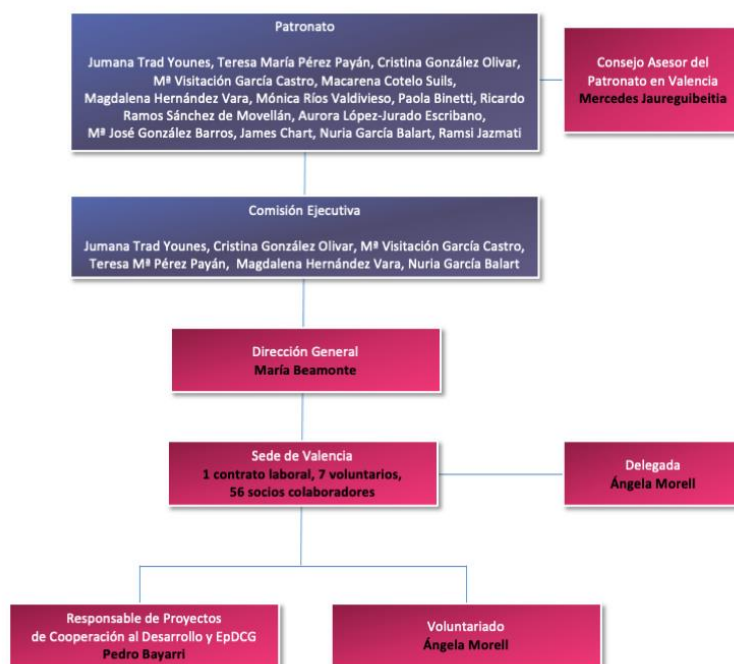 Patronato
Jumana Trad Younes, Teresa María Pérez Payán, Cristina González Olivar,
Mª Visitación García Castro, Macarena Cotelo Suils,
Magdalena Hernández Vara, Mónica Ríos Valdivieso, Paola Binetti, Ricardo
Ramos Sánchez de Movellán, Aurora López-Jurado Escribano,
Mª José González Barros, James Chart, Nuria García Balart, Ramsi Jazmati
Consejo Asesor del
Patronato en Valencia
Mercedes Jaureguibeitia
Comisión Ejecutiva
Jumana Trad Younes, Cristina González Olivar, Mª Visitación García Castro,
Teresa Mª Pérez Payán, Magdalena Hernández Vara, Nuria García Balart
Dirección General
María Beamonte
Sede de Valencia
1 contrato laboral, 7 voluntarios,
56 socios colaboradores
Delegada
Ángela Morell
Responsable de Proyectos
de Cooperación al Desarrollo y EpDCG
Pedro Bayarri
Voluntariado
Ángela Morell